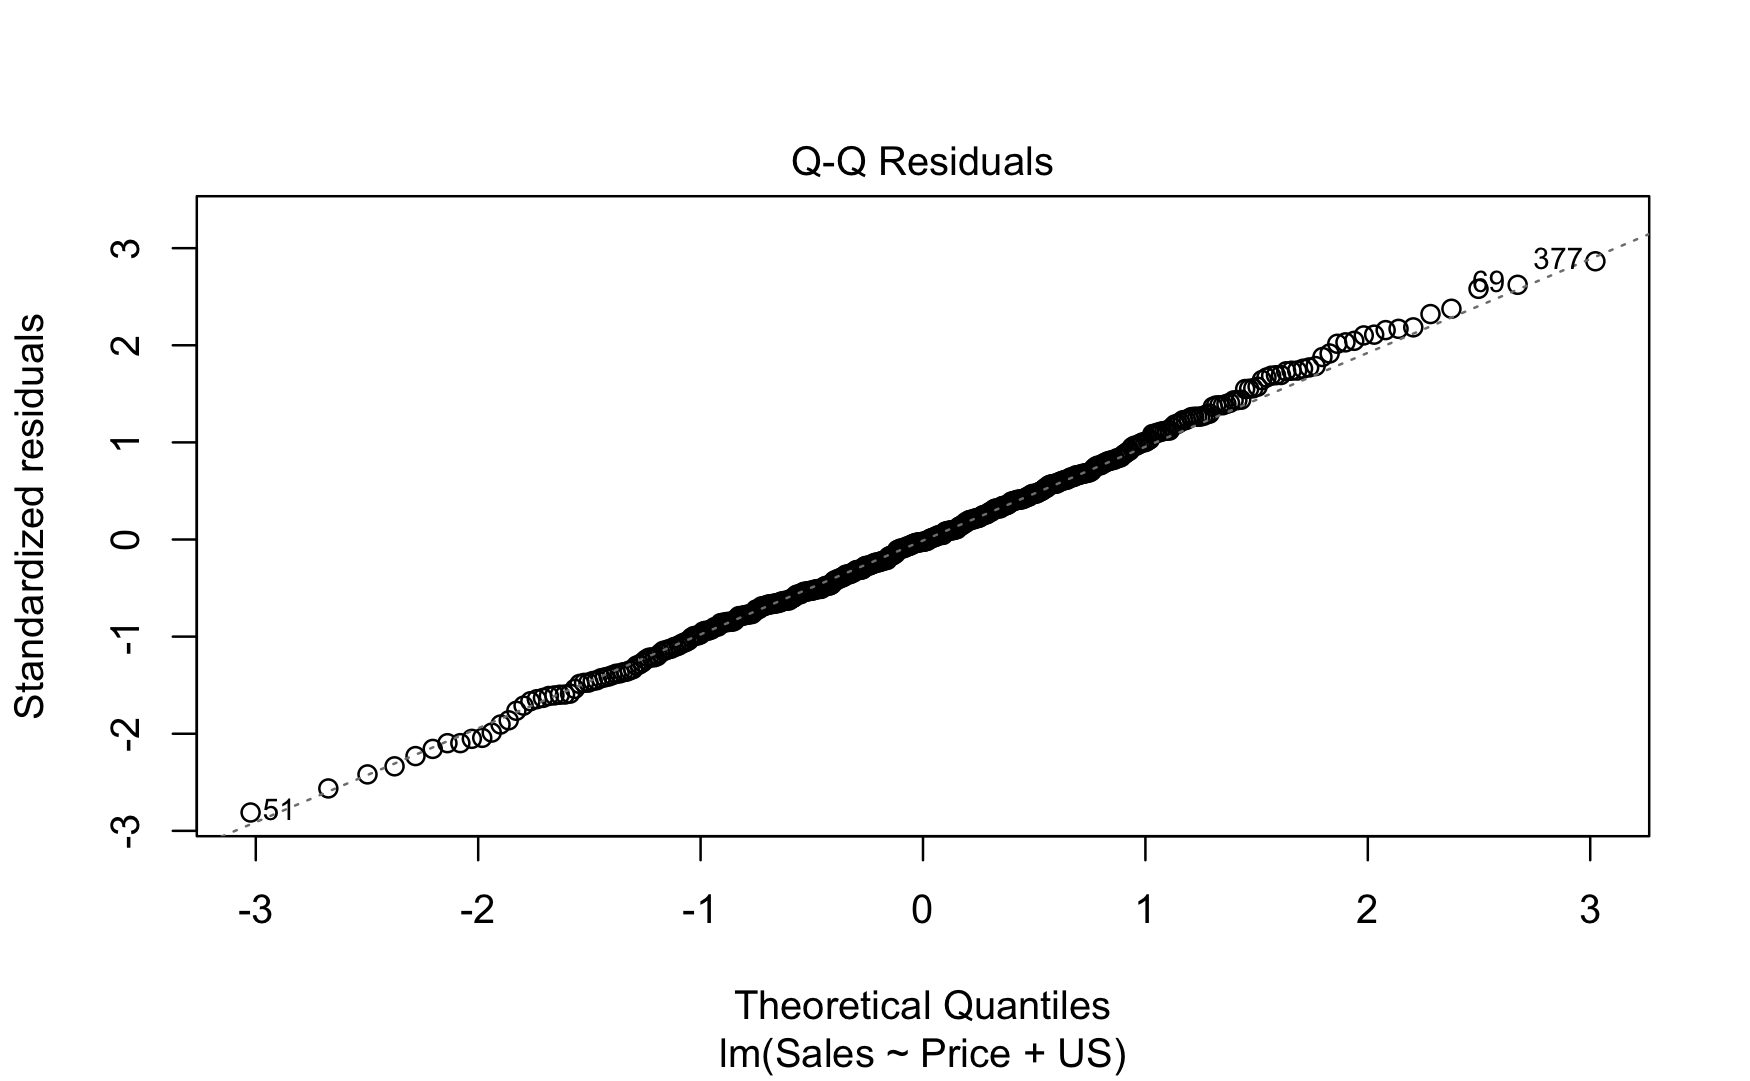 Q-Q Residuals
Standardized residuals
3
2
1
0
-1
-2
-3
377
69
51
-3 -2 -1 0 1 2 3
Theoretical Quantiles
lm(Sales ~ Price + US)